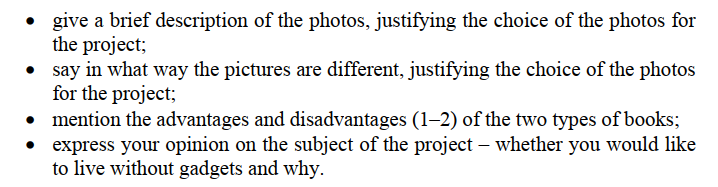 • give a brief description of the photos, justifying the choice of the photos for
the project;
• say in what way the pictures are different, justifying the choice of the photos
for the project;
• mention the advantages and disadvantages (1–2) of the two types of books;
• express your opinion on the subject of the project – whether you would like
to live without gadgets and why.